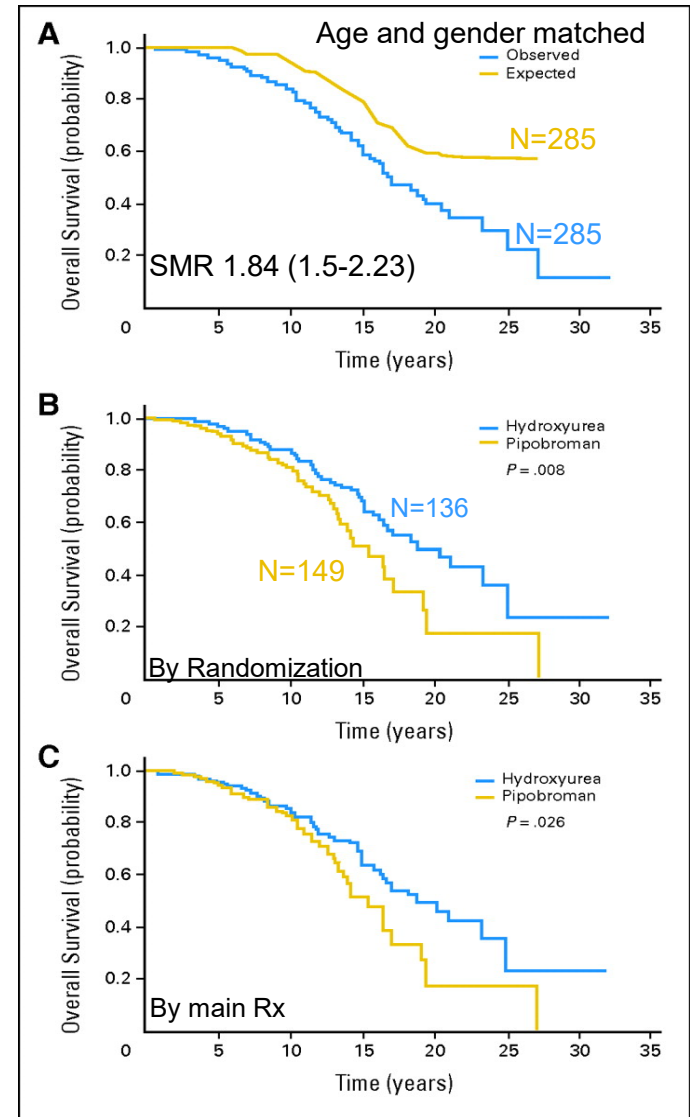 A
Age and gender matched
Observed
Expected
Overall Survival (probability)
1.0
0.8
0.6
0.4
0.2
N=285
N=285
SMR 1.84 (1.5-2.23)
0 5 10 15 20 25 30 35
Time (years)
B
Hydroxyurea
Pipobroman
P = .008
Overall Survival (probability)
1.0
0.8
0.6
0.4
0.2
N=136
N=149
By Randomization
0 5 10 15 20 25 30 35
Time (years)
C
Hydroxyurea
Pipobroman
P = .026
Overall Survival (probability)
1.0
0.8
0.6
0.4
0.2
By main Rx
0 5 10 15 20 25 30 35
Time (years)